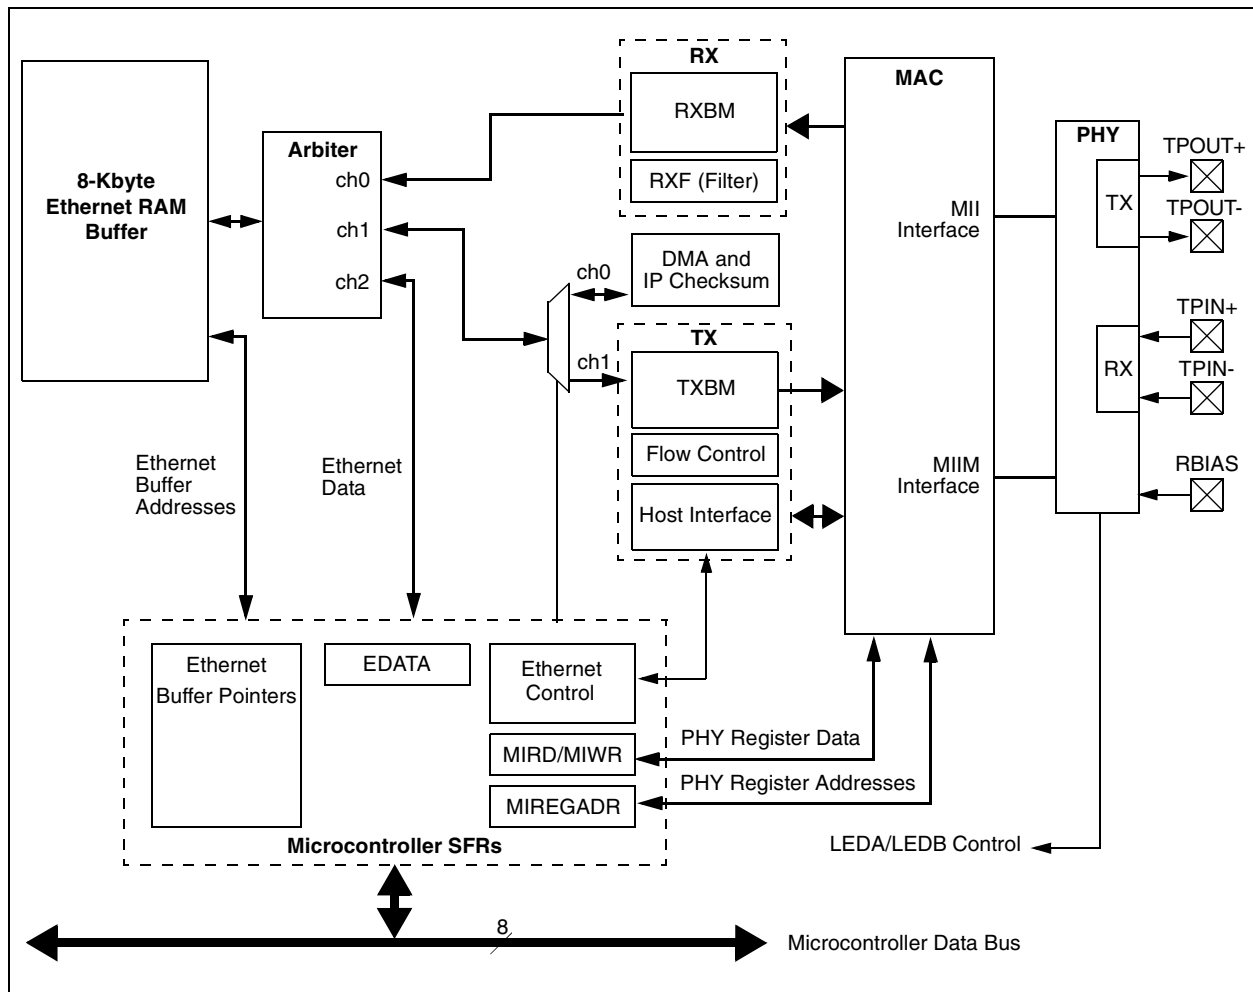 8-Kbyte
Ethernet RAM
Buffer
Arbiter
ch0
ch1
ch2
RX
RXBM
RXF (Filter)
DMA and
IP Checksum
ch0
ch1
TX
TXBM
Flow Control
Host Interface
MAC
MII
Interface
MIIM
Interface
PHY
TX
RX
TPOUT+
TPOUT-
TPIN+
TPIN-
RBIAS
Ethernet
Buffer
Addresses
Ethernet
Data
Ethernet
Buffer Pointers
EDATA
Ethernet
Control
MIRD/MIWR
MIREGADR
Microcontroller SFRs
PHY Register Data
PHY Register Addresses
LEDA/LEDB Control
8
Microcontroller Data Bus